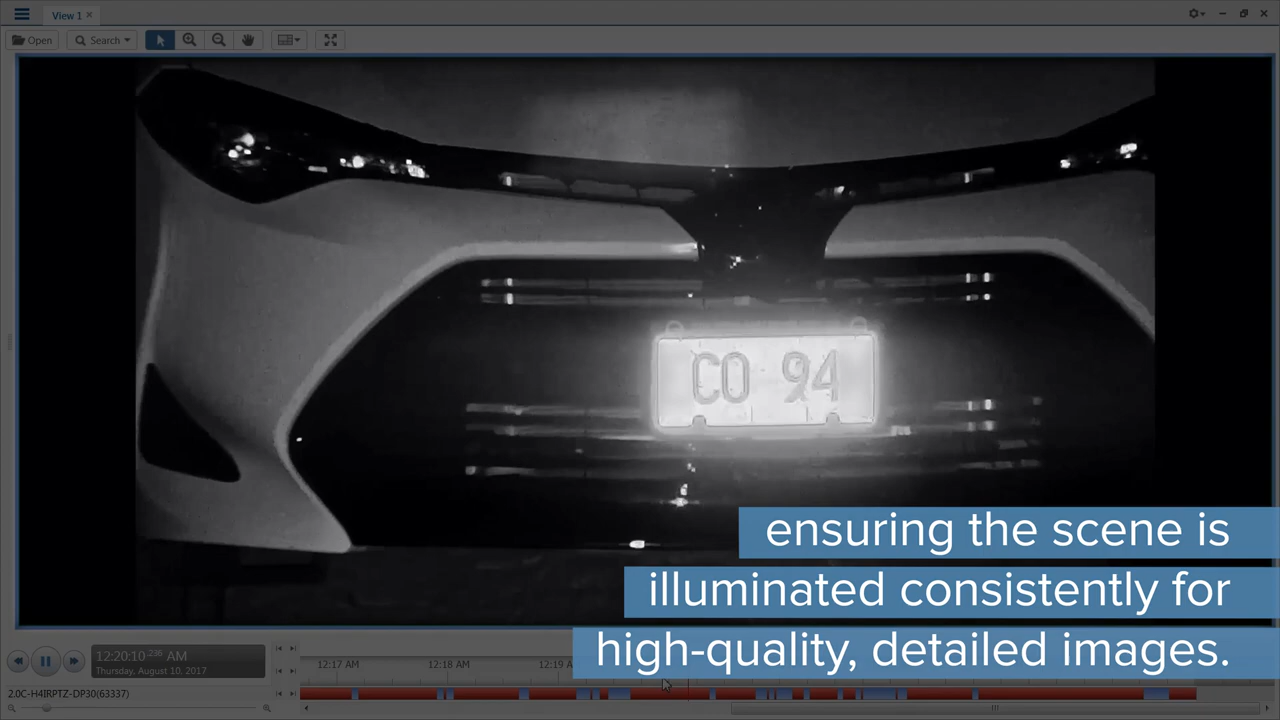 View 1
Open
Search
CO 94
ensuring the scene is
illuminated consistently for
high-quality, detailed images.
12:20:10.236 AM
Thursday, August 10, 2017
12:17 AM
12:18 AM
12:19 A
2.0C-H4IRPTZ-DP30(63337)